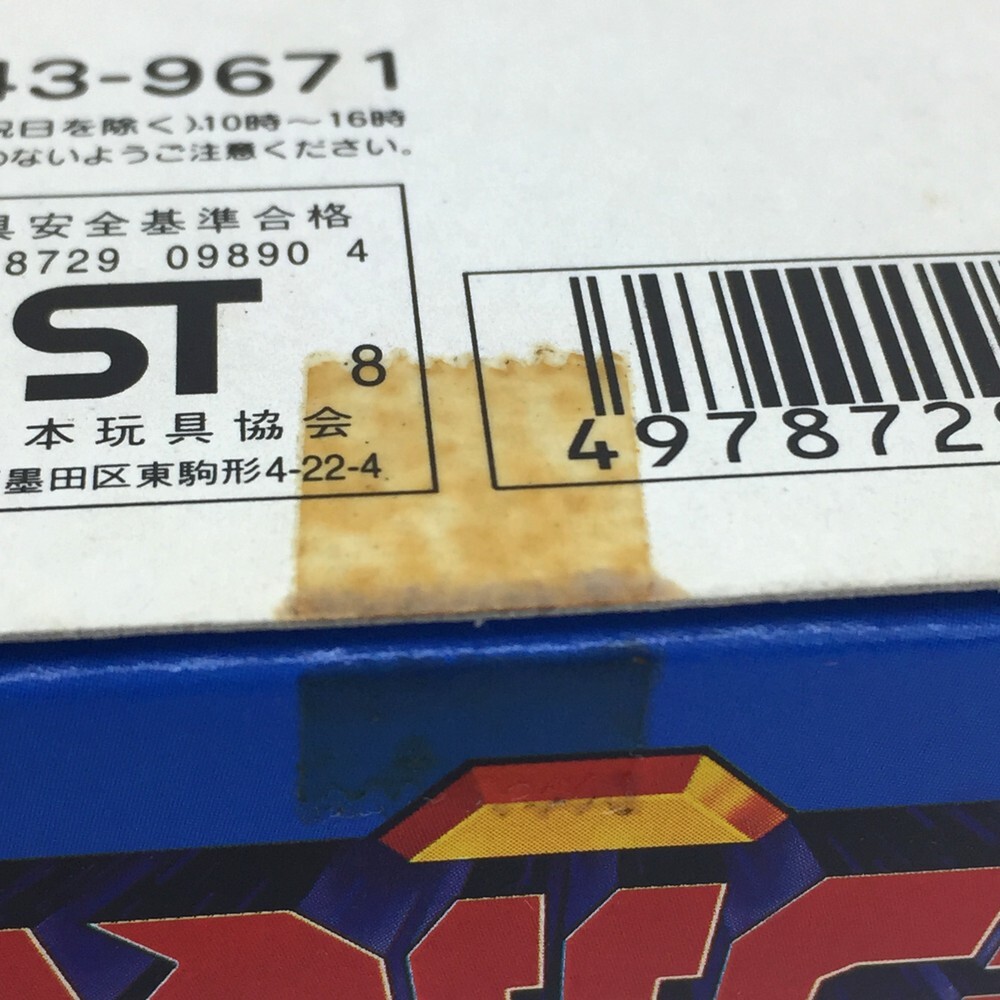 43-9671
祝日を除く).10時～16時
のないようご注意ください。
具安全基準合格
8729 09890 4
ST
8
本玩具協会
墨田区東駒形4-22-4
497872